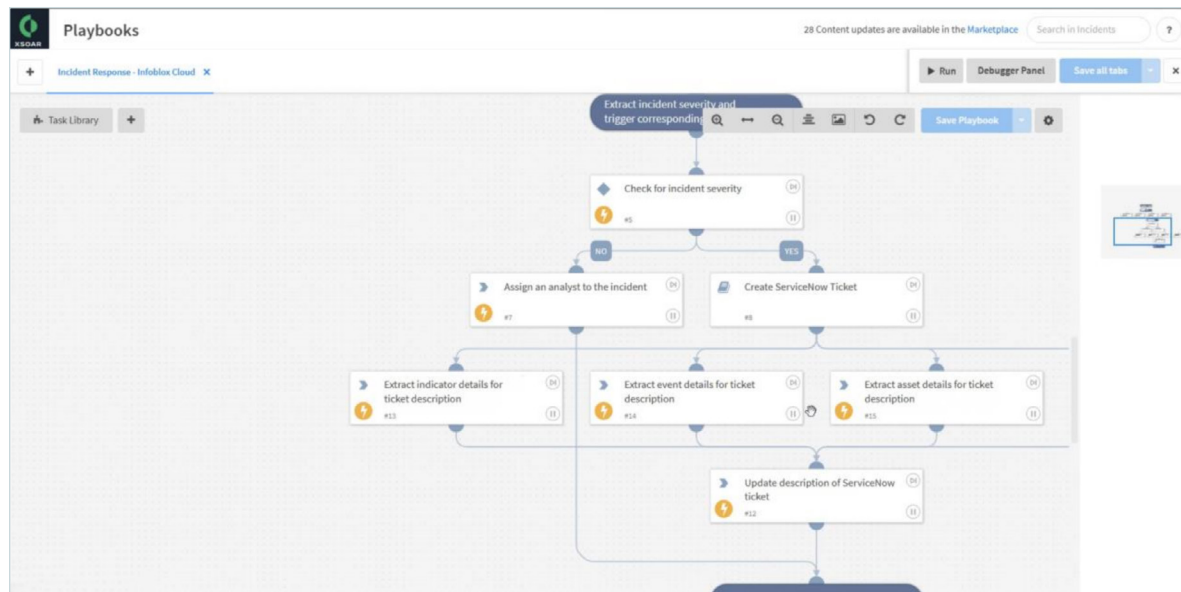 XSOAR
Playbooks
28 Content updates are available in the Marketplace
Search in Incidents
?
+
Incident Response - Infoblox Cloud X
Run
Debugger Panel
Save all tabs
X
Task Library
+
Extract incident severity and
trigger corresponding
Save Playbook
Check for incident severity
#5
NO
YES
Assign an analyst to the incident
#7
Create ServiceNow Ticket
Extract indicator details for
ticket description
#13
Extract event details for ticket
description
#14
Extract asset details for ticket
description
#15
Update description of ServiceNow
ticket
#12